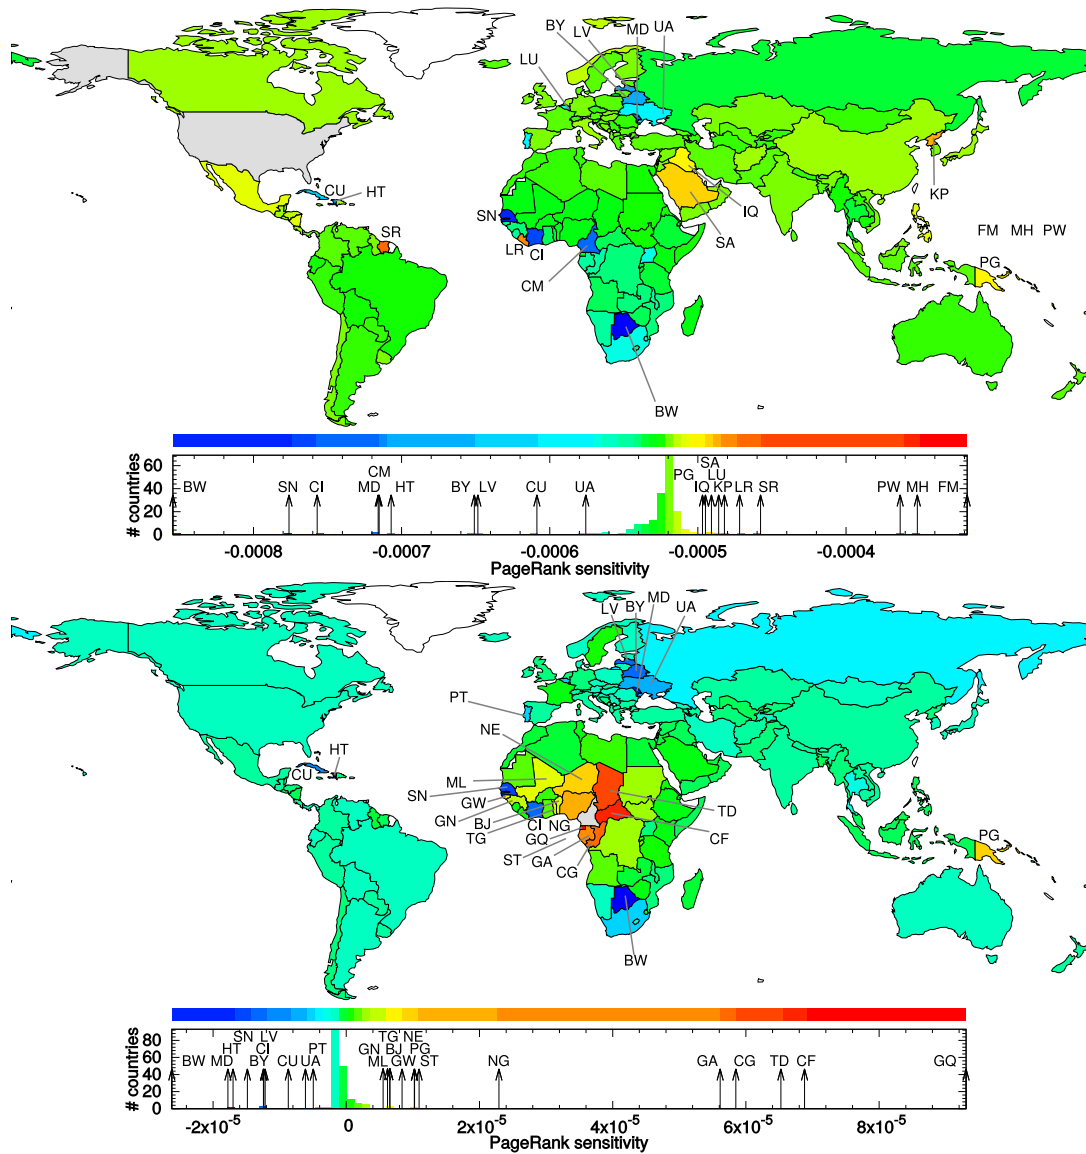 BY LV MD UA
LU
CU HT
SN
SR
LR CI
CM
IQ
SA
KP
FM MH PW
PG
BW
# countries
60
40
20
0
SA
CM PG LU
BW SN CI MD HT BY LV CU UA IQ KP LR SR PW MH FM
-0.0008 -0.0007 -0.0006 -0.0005 -0.0004
PageRank sensitivity
LV BY MD UA
PT
NE
HT
CU
ML
SN
GW
GN
BJ
TG
CI NG
GQ
ST
GA
CG
TD
CF
PG
BW
# countries
80
60
40
20
0
SN LV TG NE
HT CI PT GN BJ PG
BW MD BY CU UA ML GW ST NG GA CG TD CF GQ
-2x10-5 0 2x10-5 4x10-5 6x10-5 8x10-5
PageRank sensitivity